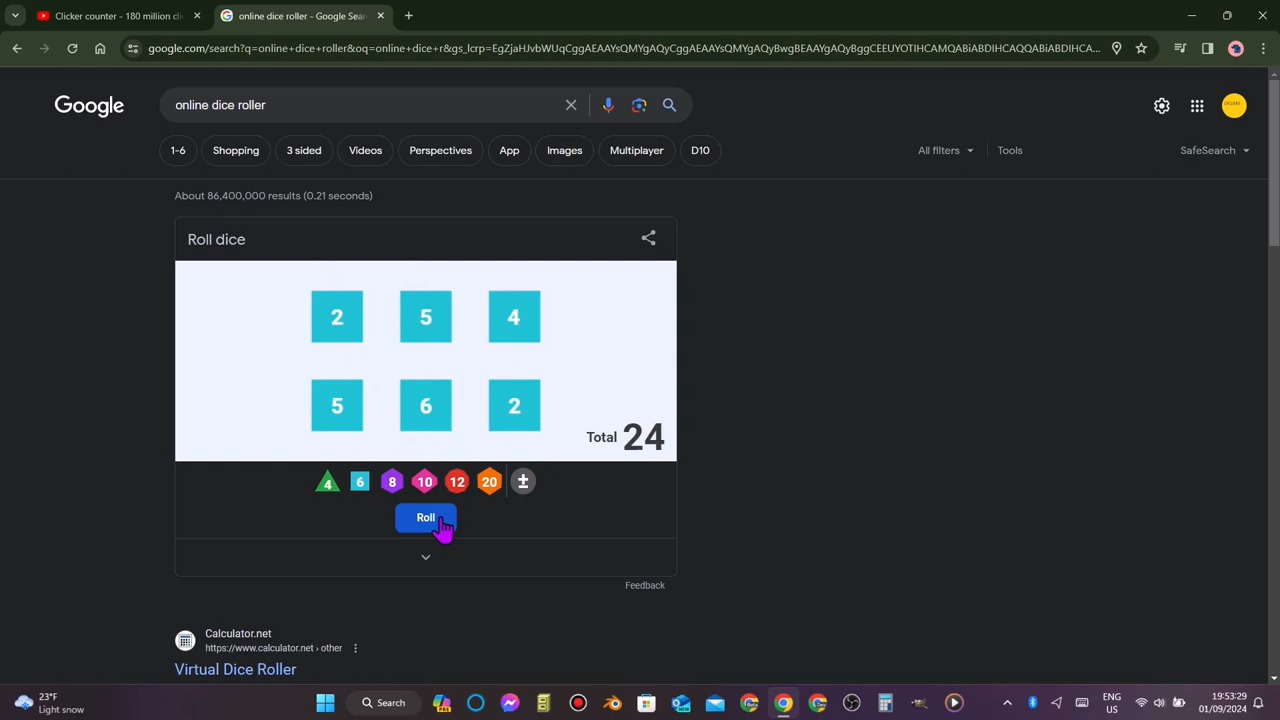 Clicker counter - 180 million cli
online dice roller - Google Sear
google.com/search?q=online+dice+roller&oq=online+dice+r&gs_lcrp=EgZjaHJvbWUqCggAEAAYsQMYgAQyCggAEAAYsQMYgAQyBwgBEAAYgAQyBggCEEUYOTIHCAMQABiABDIHCAQQABiABDIHCA...
Google
online dice roller
1-6
Shopping
3 sided
Videos
Perspectives
App
Images
Multiplayer
D10
All filters
Tools
SafeSearch
About 86,400,000 results (0.21 seconds)
Roll dice
2 5 4
5 6 2
Total 24
4 6 8 10 12 20 ±
Roll
Feedback
Calculator.net
https://www.calculator.net › other
Virtual Dice Roller
23°F
Light snow
Search
ENG
US
19:53:29
01/09/2024